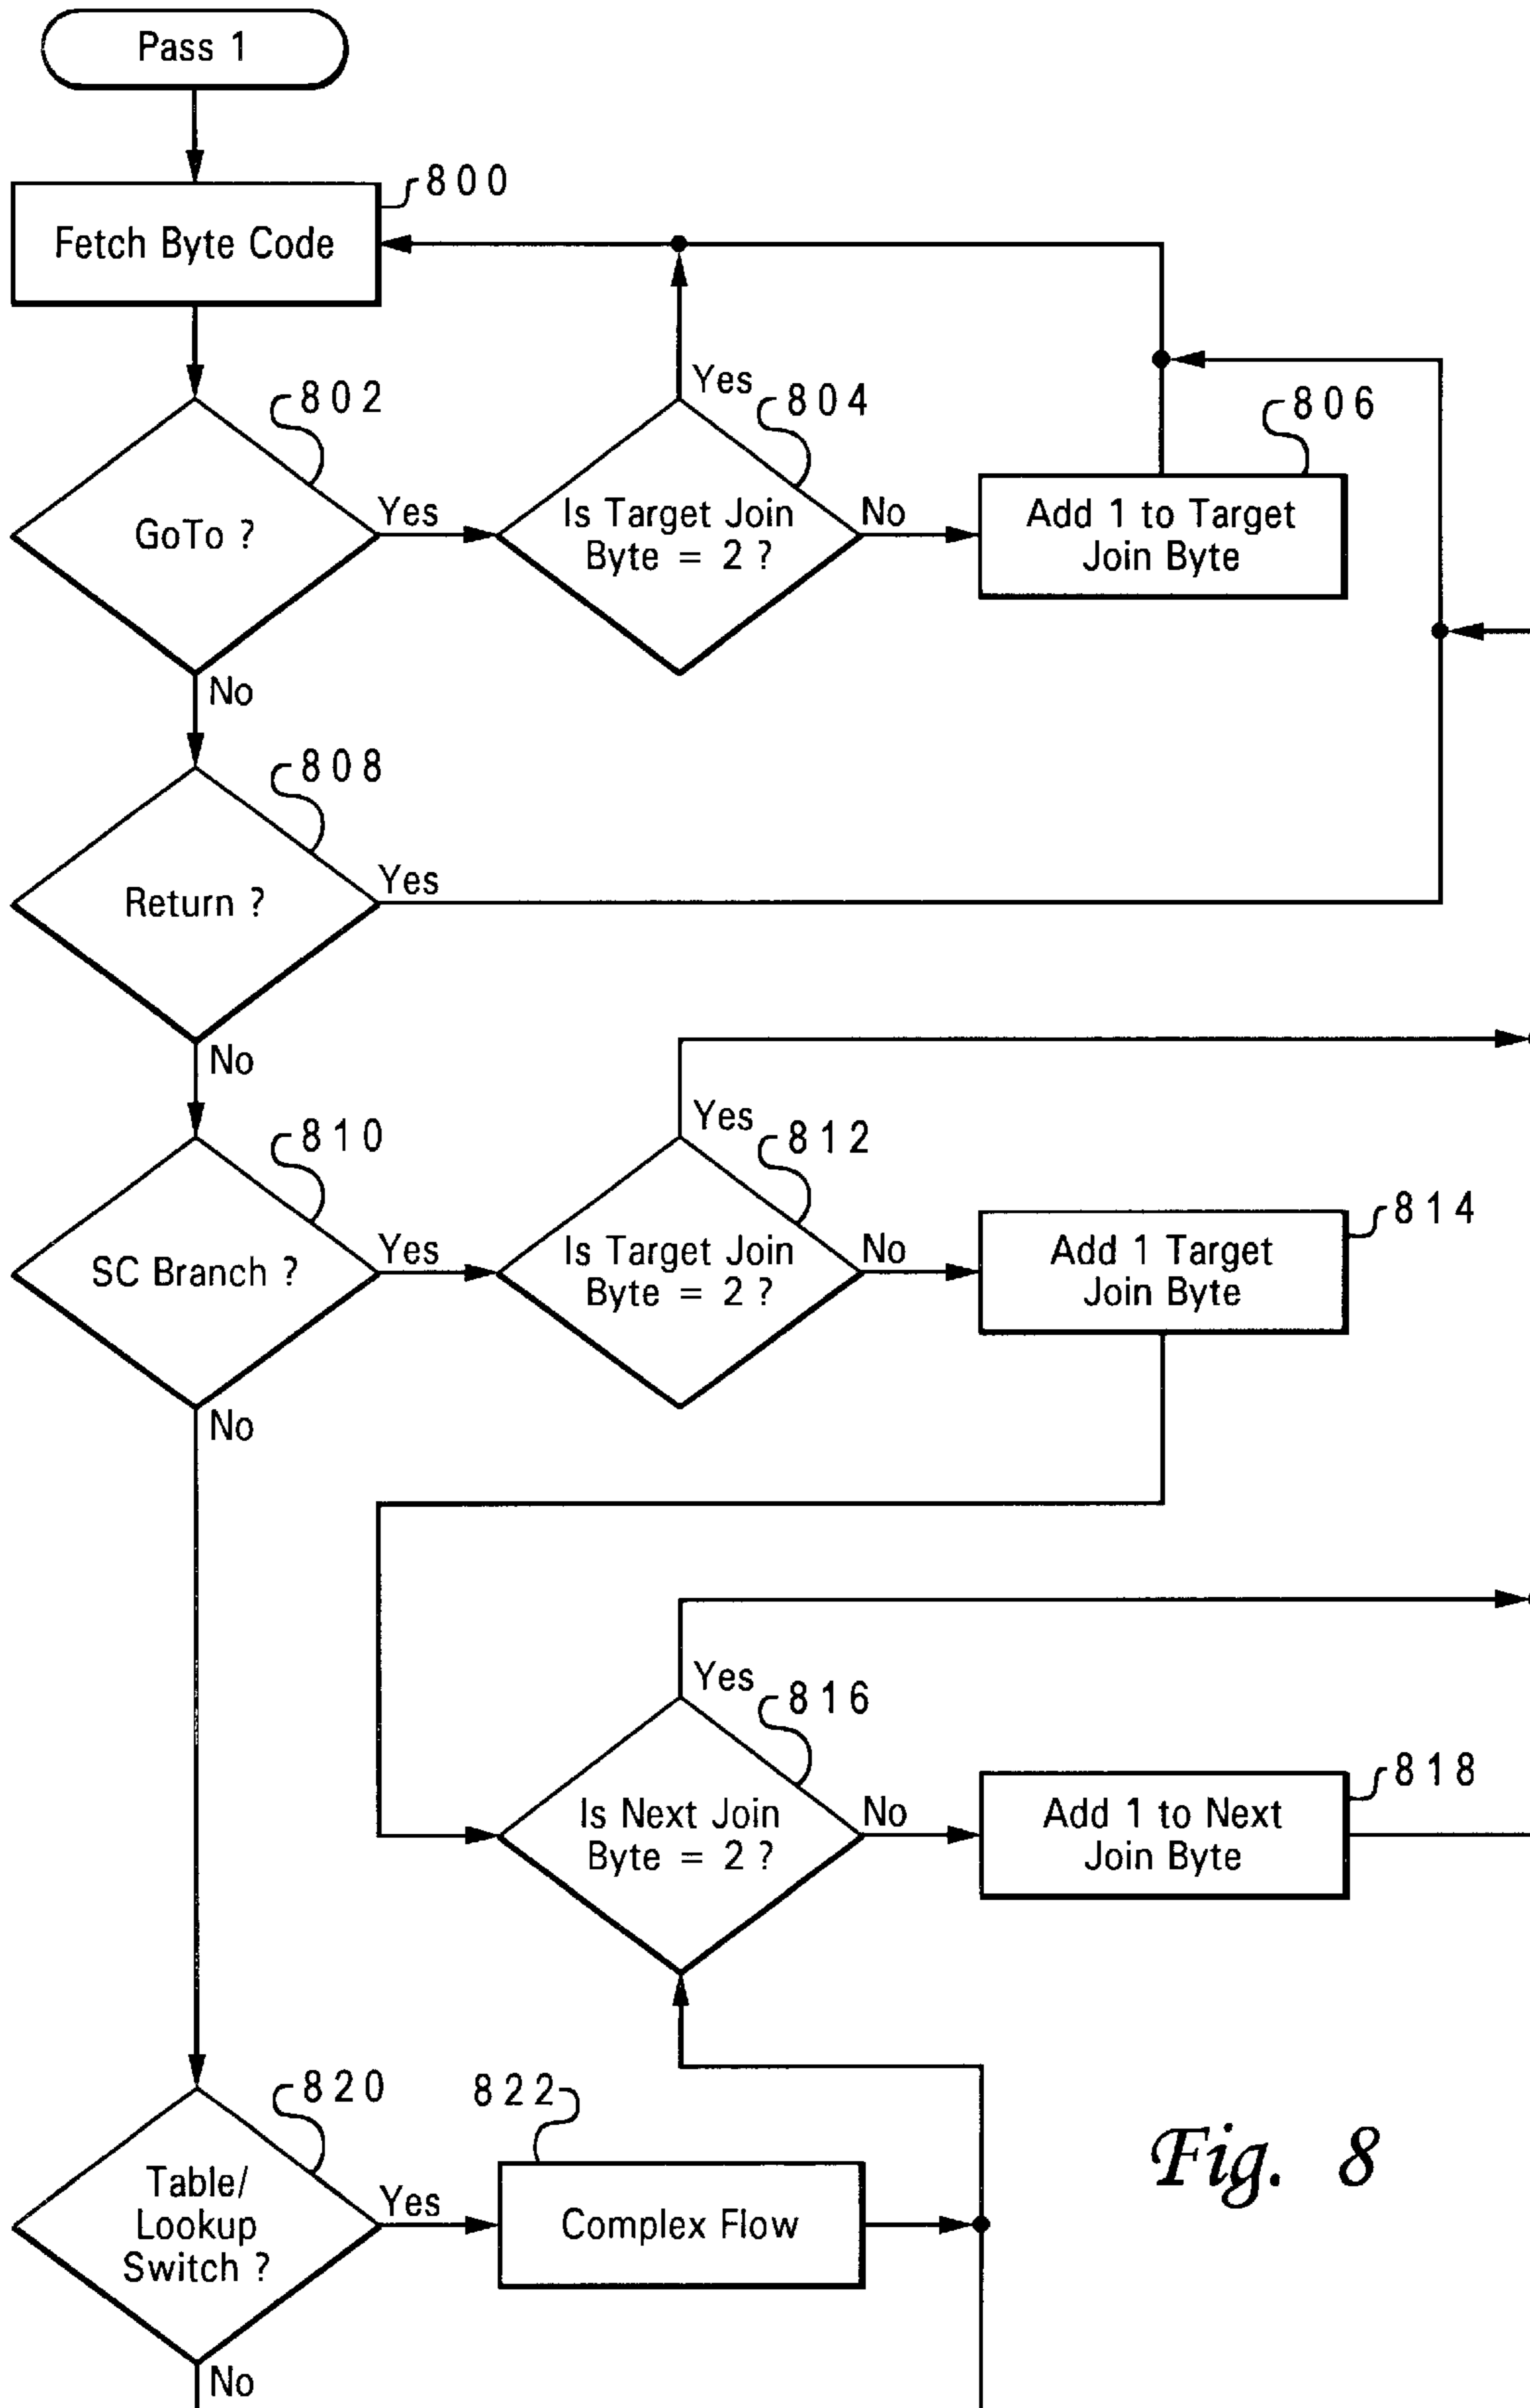 Pass 1
800
Fetch Byte Code
802
GoTo ?
Yes
No
Yes
804
Is Target Join
Byte = 2 ?
No
806
Add 1 to Target
Join Byte
808
Return ?
Yes
No
810
SC Branch ?
Yes
No
Yes
812
Is Target Join
Byte = 2 ?
No
814
Add 1 Target
Join Byte
Yes
816
Is Next Join
Byte = 2 ?
No
818
Add 1 to Next
Join Byte
820
Table/
Lookup
Switch ?
Yes
No
822
Complex Flow
Fig. 8